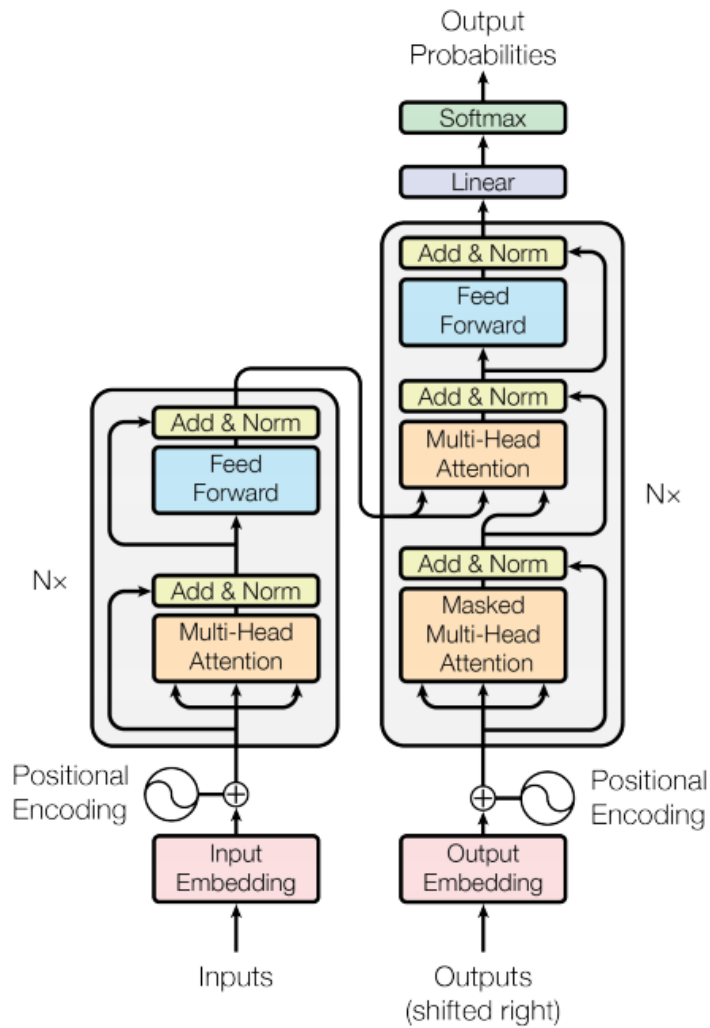 Output
Probabilities
Softmax
Linear
Add & Norm
Feed
Forward
Add & Norm
Multi-Head
Attention
Nx
Add & Norm
Masked
Multi-Head
Attention
Add & Norm
Feed
Forward
Nx
Add & Norm
Multi-Head
Attention
Positional
Encoding
Positional
Encoding
Input
Embedding
Output
Embedding
Inputs
Outputs
(shifted right)